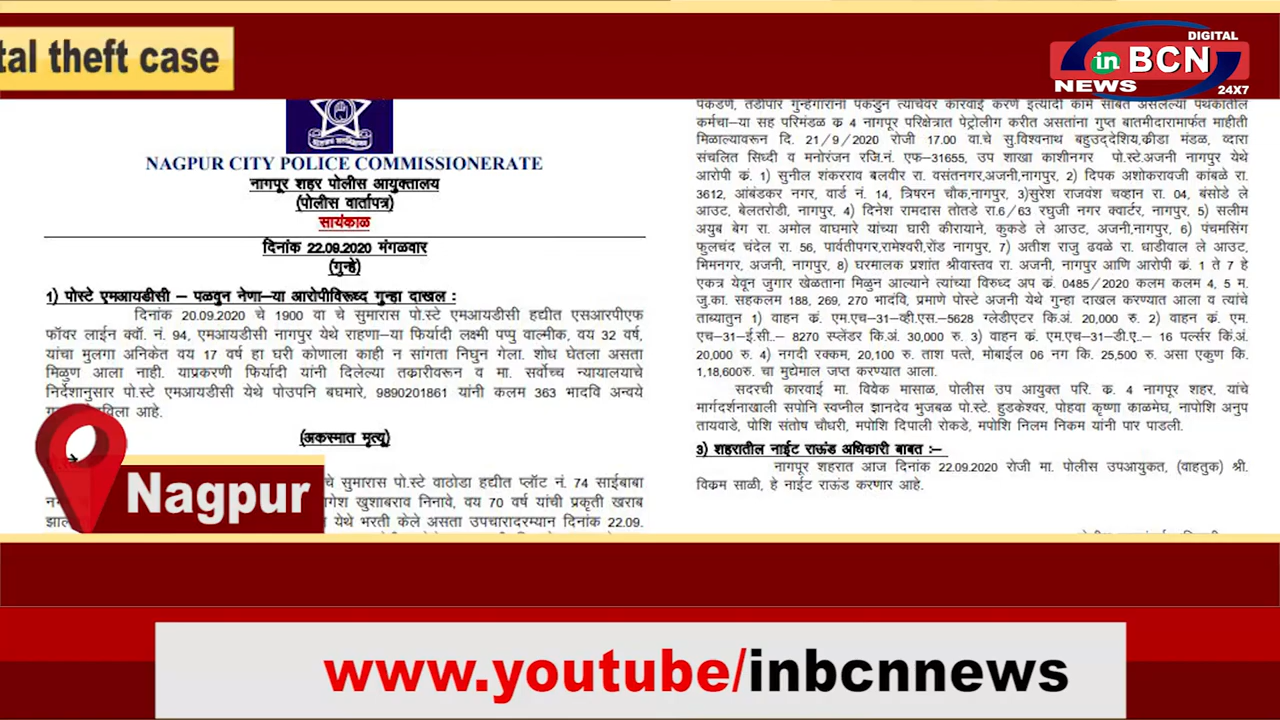 tal theft case
DIGITAL
in BCN
NEWS
24X7
NAGPUR CITY POLICE COMMISSIONERATE
नागपूर शहर पोलीस आयुक्तालय
(पोलीस वार्तापत्र)
सायंकाळ
दिनांक 22.09.2020 मंगळवार
(गुन्हे)
1) पोस्टे एमआयडीसी – पळवुन नेणा–या आरोपीविरूध्द गुन्हा दाखल :
दिनांक 20.09.2020 चे 1900 वा चे सुमारास पो.स्टे एमआयडीसी हद्दीत एसआरपीएफ
फॉवर लाईन क्वॉ. नं. 94, एमआयडीसी नागपुर येथे राहणा–या फिर्यादी लक्ष्मी पप्पु वाल्मीक, वय 32 वर्ष,
यांचा मुलगा अनिकेत वय 17 वर्ष हा घरी कोणाला काही न सांगता निघुन गेला. शोध घेतला असता
मिळुण आला नाही. याप्रकरणी फिर्यादी यांनी दिलेल्या तक्रारीवरून व मा. सर्वोच्च न्यायालयाचे
निर्देशानुसार पो.स्टे एमआयडीसी येथे पोउपनि बघमारे, 9890201861 यांनी कलम 363 भादवि अन्वये
विला आहे.
(अकस्मात मृत्यू)
चे सुमारास पो.स्टे वाठोडा हद्दीत प्लॉट नं. 74 साईबाबा
गेश खुशाबराव निनावे, वय 70 वर्ष यांची प्रकृती खराब
येथे भरती केले असता उपचारादरम्यान दिनांक 22.09.
पकडणे, तडीपार गुन्हेगारांना पकडुन त्यांचेवर कारवाई करणे इत्यादी कामे सोबत असलेल्या पथकातील
कर्मचा–या सह परिमंडळ क्र 4 नागपूर परिक्षेत्रात पेट्रोलीग करीत असतांना गुप्त बातमीदारामार्फत माहीती
मिळाल्यावरून दि. 21/9/2020 रोजी 17.00 वा.चे सु.विश्वनाथ बहुउद्देशिय,क्रीडा मंडळ, व्दारा
संचलित सिध्दी व मनोरंजन रजि.नं. एफ–31655, उप शाखा काशीनगर पो.स्टे.अजनी नागपूर येथे
आरोपी क्रं. 1) सुनील शंकरराव बलवीर रा. वसंतनगर,अजनी,नागपुर, 2) दिपक अशोकरावजी कांबळे रा.
3612, आंबंडकर नगर, वार्ड नं. 14, त्रिषरन चौक,नागपुर, 3)सुरेश राजवंश चव्हान रा. 04, बंसोडे ले
आउट, बेलतरोडी, नागपुर, 4) दिनेश रामदास तोतडे रा.6/63 रघुजी नगर क्वार्टर, नागपुर, 5) सलीम
अयुब बेग रा. अमोल वाघमारे यांच्या घारी कीरायाने, कुकडे ले आउट, अजनी,नागपुर, 6) पंचमसिंग
फुलचंद चंदेल रा. 56, पार्वतीपगर,रामेश्वरी,रोंड नागपुर, 7) अतीश राजु ढवळे रा. धाडीवाल ले आउट,
भिमनगर, अजनी, नागपुर, 8) घरमालक प्रशांत श्रीवास्तव रा. अजनी, नागपुर आणि आरोपी क्रं. 1 ते 7 हे
एकत्र येवून जुगार खेळताना मिळुन आल्याने त्यांच्या विरुध्द अप क्रं. 0485/2020 कलम कलम 4, 5 म.
जु.का. सहकलम 188, 269, 270 भादंवि, प्रमाणे पोस्टे अजनी येथे गुन्हा दाखल करण्यात आला व त्यांचे
ताब्यातुन 1) वाहन क्रं. एम.एच–31–व्ही.एस.–5628 ग्लेडीएटर कि.अं. 20,000 रु. 2) वाहन क्रं. एम.
एच–31–ई.सी.– 8270 स्प्लेंडर कि.अं. 30,000 रु. 3) वाहन क्रं. एम.एच–31–डी.ए.– 16 पल्सर कि.अं.
20,000 रु. 4) नगदी रक्कम, 20,100 रु. ताश पत्ते, मोबाईल 06 नग कि. 25,500 रु. असा एकुण कि.
1,18,600रु. चा मुद्देमाल जप्त करण्यात आला.
सदरची कारवाई मा. विवेक मासाळ, पोलीस उप आयुक्त परि. क्र. 4 नागपूर शहर, यांचे
मार्गदर्शनाखाली सपोनि स्वप्नील ज्ञानदेव भुजबळ पो.स्टे. हुडकेश्वर, पोहवा कृष्णा काळमेघ, नापोशि अनुप
तायवाडे, पोशि संतोष चौधरी, मपोशि दिपाली रोकडे, मपोशि निलम निकम यांनी पार पाडली.
3) शहरातील नाईट राऊंड अधिकारी बाबत :–
नागपूर शहरात आज दिनांक 22.09.2020 रोजी मा. पोलीस उपआयुकत, (वाहतुक) श्री.
विक्रम साळी, हे नाईट राऊंड करणार आहे.
Nagpur
www.youtube/inbcnnews